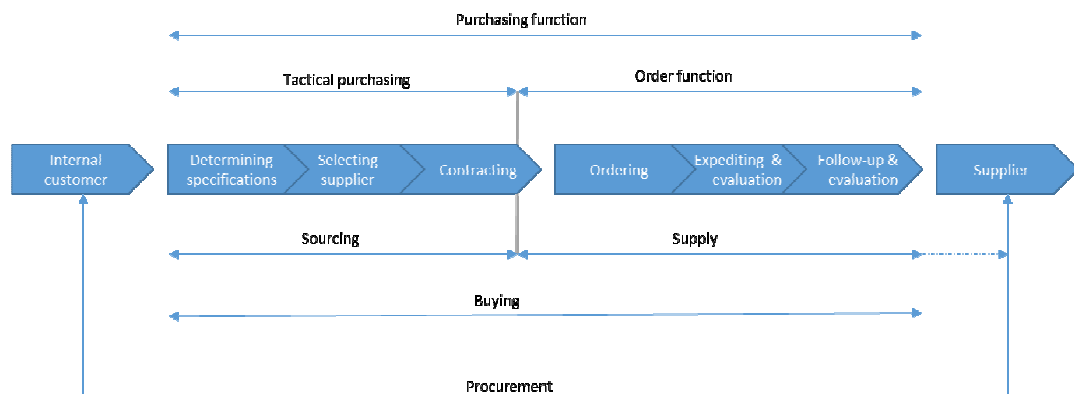 Purchasing function
Tactical purchasing
Order function
Internal
customer
Determining
specifications
Selecting
supplier
Contracting
Ordering
Expediting &
evaluation
Follow-up &
evaluation
Supplier
Sourcing
Supply
Buying
Procurement